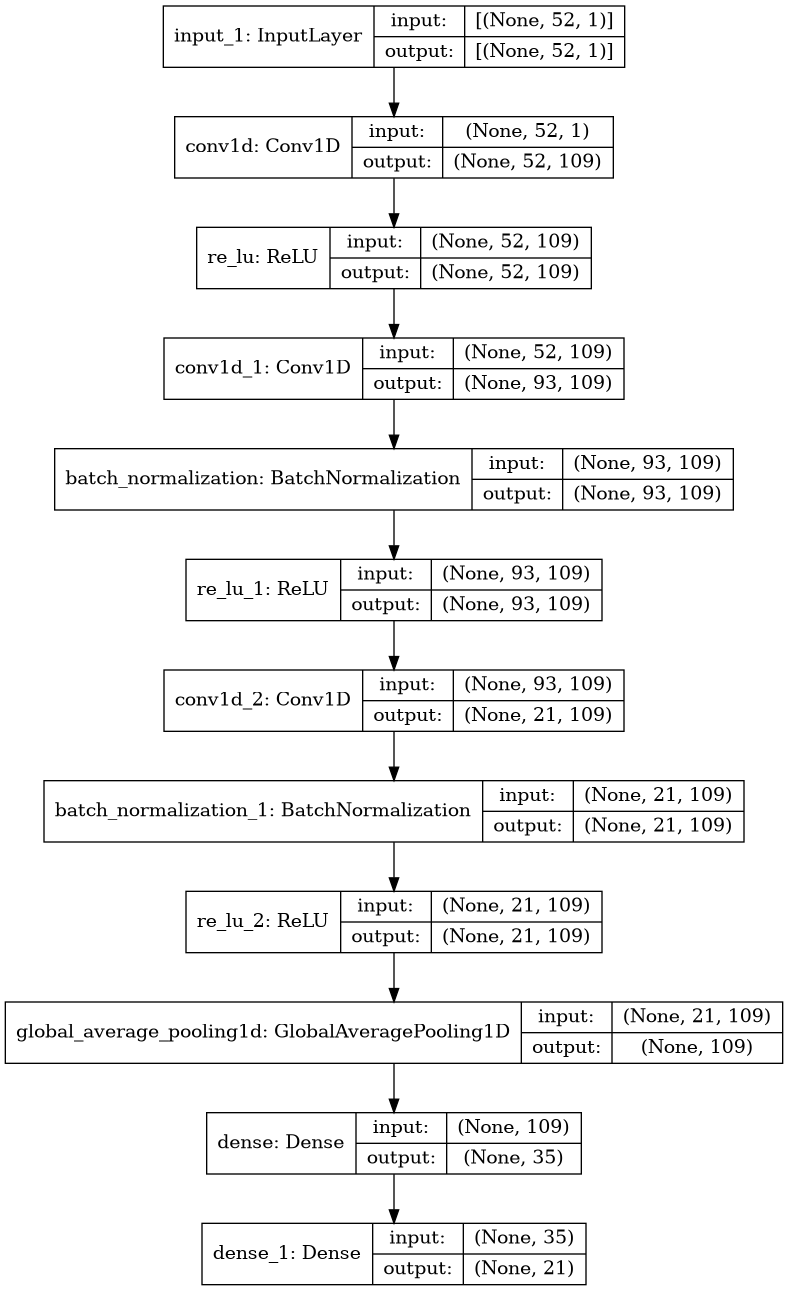 input_1: InputLayer
input:
[(None, 52, 1)]
output:
[(None, 52, 1)]
conv1d: Conv1D
input:
(None, 52, 1)
output:
(None, 52, 109)
re_lu: ReLU
input:
(None, 52, 109)
output:
(None, 52, 109)
conv1d_1: Conv1D
input:
(None, 52, 109)
output:
(None, 93, 109)
batch_normalization: BatchNormalization
input:
(None, 93, 109)
output:
(None, 93, 109)
re_lu_1: ReLU
input:
(None, 93, 109)
output:
(None, 93, 109)
conv1d_2: Conv1D
input:
(None, 93, 109)
output:
(None, 21, 109)
batch_normalization_1: BatchNormalization
input:
(None, 21, 109)
output:
(None, 21, 109)
re_lu_2: ReLU
input:
(None, 21, 109)
output:
(None, 21, 109)
global_average_pooling1d: GlobalAveragePooling1D
input:
(None, 21, 109)
output:
(None, 109)
dense: Dense
input:
(None, 109)
output:
(None, 35)
dense_1: Dense
input:
(None, 35)
output:
(None, 21)